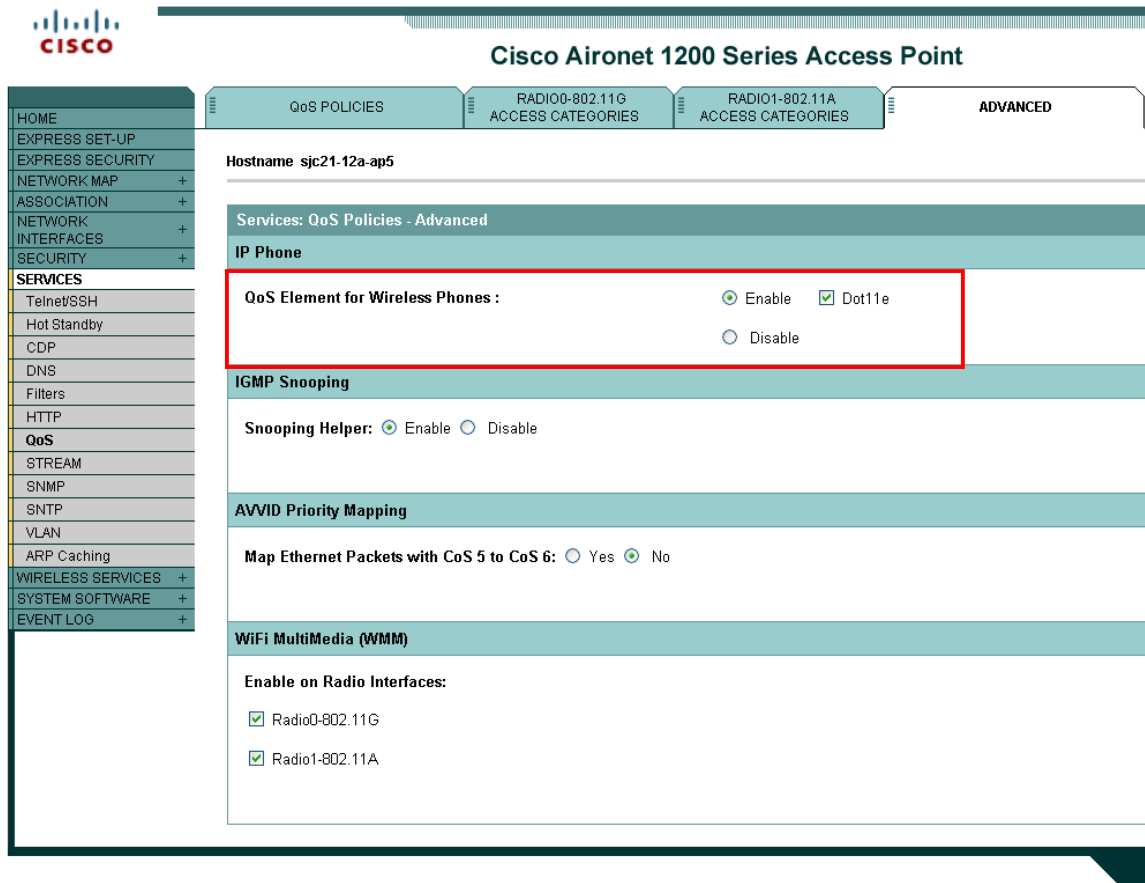 CISCO
Cisco Aironet 1200 Series Access Point
QoS POLICIES
RADIO0-802.11G
ACCESS CATEGORIES
RADIO1-802.11A
ACCESS CATEGORIES
ADVANCED
HOME
EXPRESS SET-UP
EXPRESS SECURITY
NETWORK MAP +
ASSOCIATION +
NETWORK
INTERFACES +
SECURITY +
SERVICES
Telnet/SSH
Hot Standby
CDP
DNS
Filters
HTTP
QoS
STREAM
SNMP
SNTP
VLAN
ARP Caching
WIRELESS SERVICES +
SYSTEM SOFTWARE +
EVENT LOG +
Hostname sjc21-12a-ap5
Services: QoS Policies - Advanced
IP Phone
QoS Element for Wireless Phones : Enable Dot11e
Disable
IGMP Snooping
Snooping Helper: Enable Disable
AVVID Priority Mapping
Map Ethernet Packets with CoS 5 to CoS 6: Yes No
WiFi MultiMedia (WMM)
Enable on Radio Interfaces:
Radio0-802.11G
Radio1-802.11A